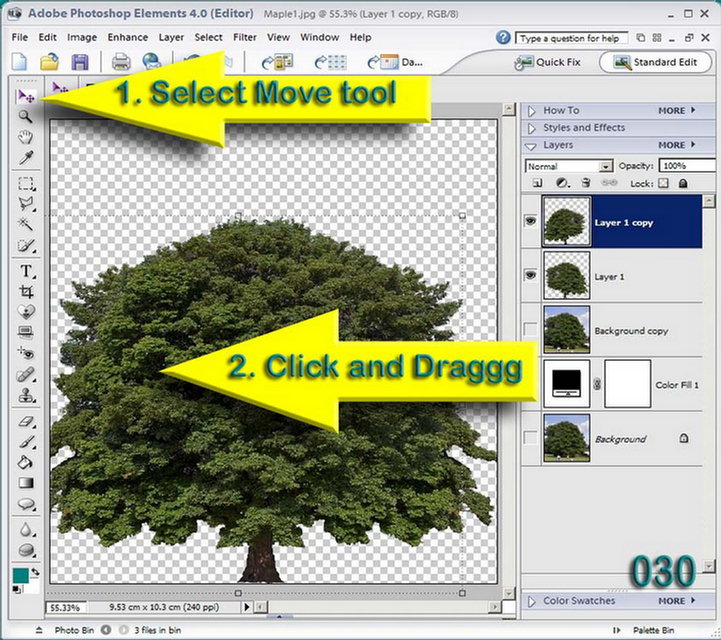 Adobe Photoshop Elements 4.0 (Editor) Maple1.jpg @ 55.3% (Layer 1 copy, RGB/8)
File Edit Image Enhance Layer Select Filter View Window Help Type a question for help
Da... Quick Fix Standard Edit
1. Select Move tool
How To MORE
Styles and Effects
Layers MORE
Normal Opacity: 100%
Lock:
Layer 1 copy
Layer 1
Background copy
2. Click and Draggg
Color Fill 1
Background
T
030
55.33% 9.53 cm x 10.3 cm (240 ppi)
Color Swatches MORE
Photo Bin 3 files in bin Palette Bin